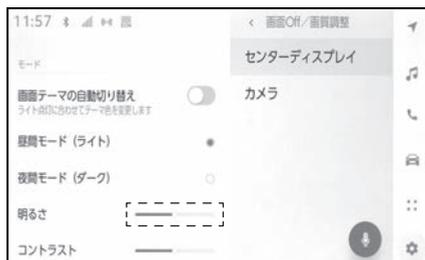 11:57
モード
画面テーマの自動切り替え
ライト点灯に合わせてテーマ色を変更します
昼間モード（ライト）
夜間モード（ダーク）
明るさ
コントラスト
＜ 画面Off／画質調整
センターディスプレイ
カメラ